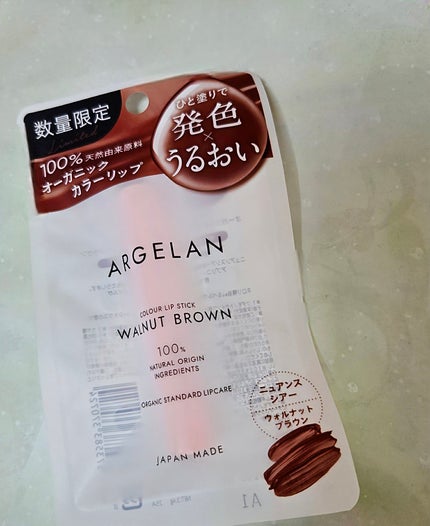 数量限定
Limited
100%天然由来原料
オーガニック
カラーリップ
ひと塗りで
発色
×
うるおい
ARGELAN
COLOUR LIP STICK
WALNUT BROWN
100%
NATURAL ORIGIN
INGREDIENTS
ORGANIC STANDARD LIPCARE
JAPAN MADE
ニュアンス
シアー
ウォルナット
ブラウン